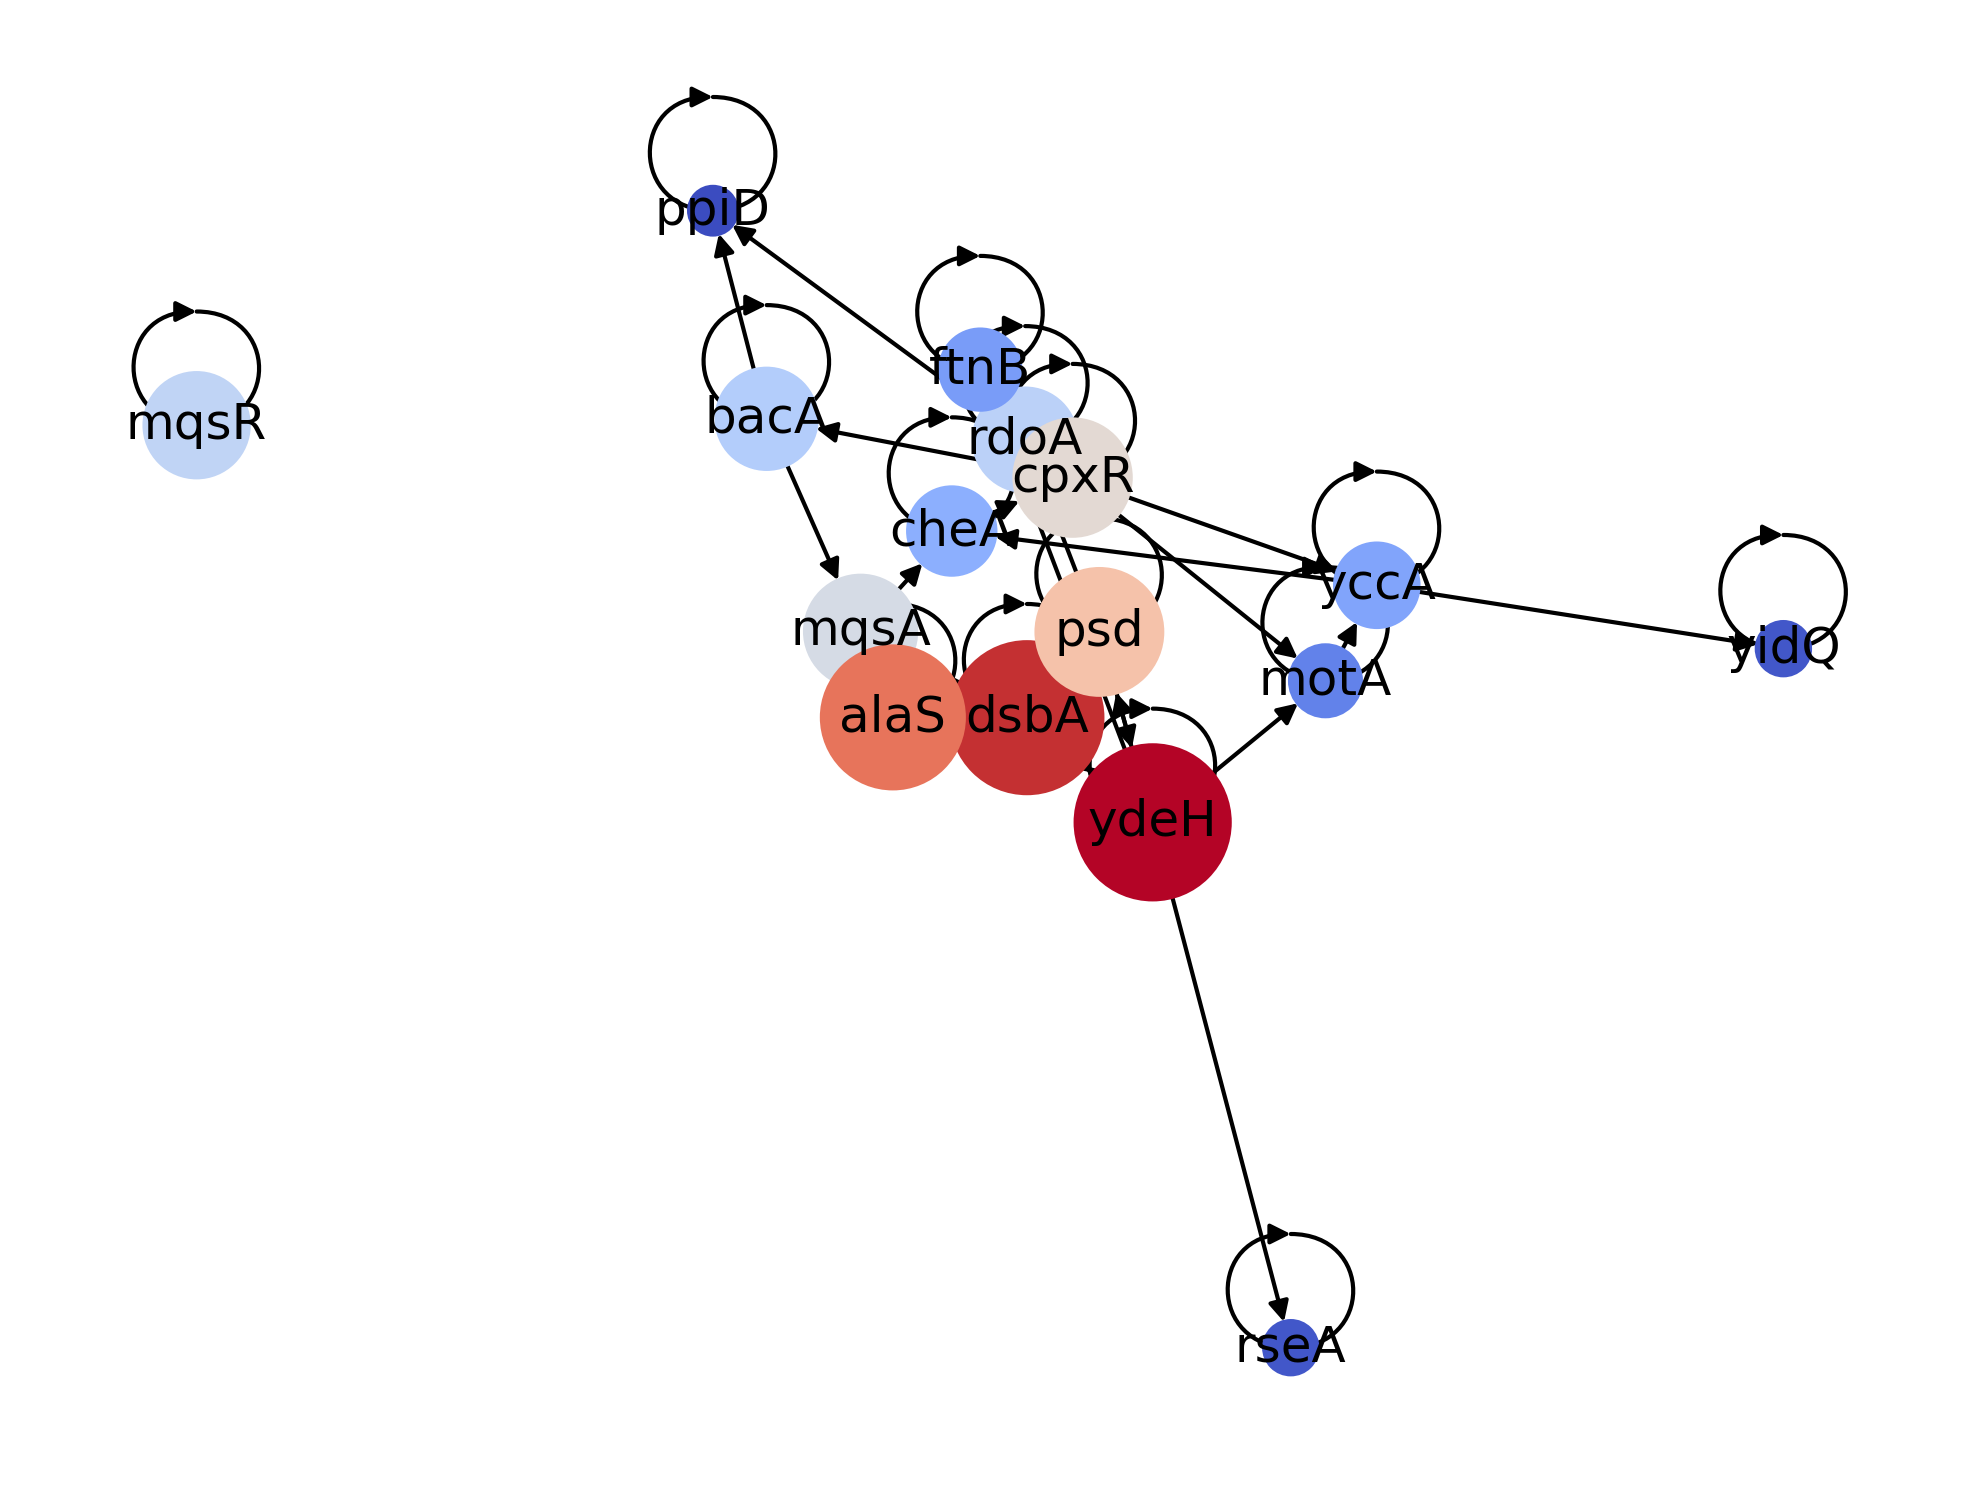 ppiD
ftnB
bacA
mqsR
rdoA
cpxR
cheA
yccA
mqsA
psd
yidQ
motA
alaS
dsbA
ydeH
rseA